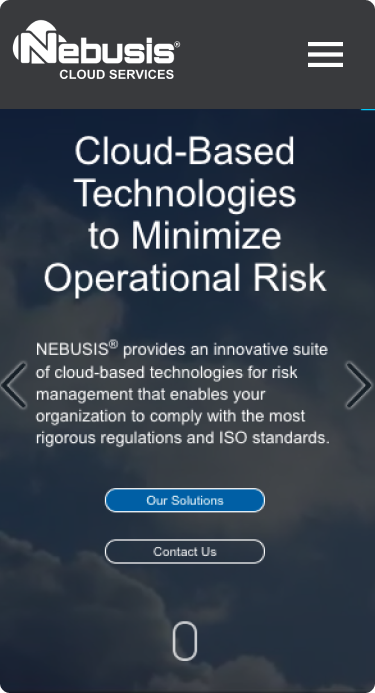 Nebusis®
CLOUD SERVICES
Cloud-Based
Technologies
to Minimize
Operational Risk
NEBUSIS® provides an innovative suite
of cloud-based technologies for risk
management that enables your
organization to comply with the most
rigorous regulations and ISO standards.
Our Solutions
Contact Us